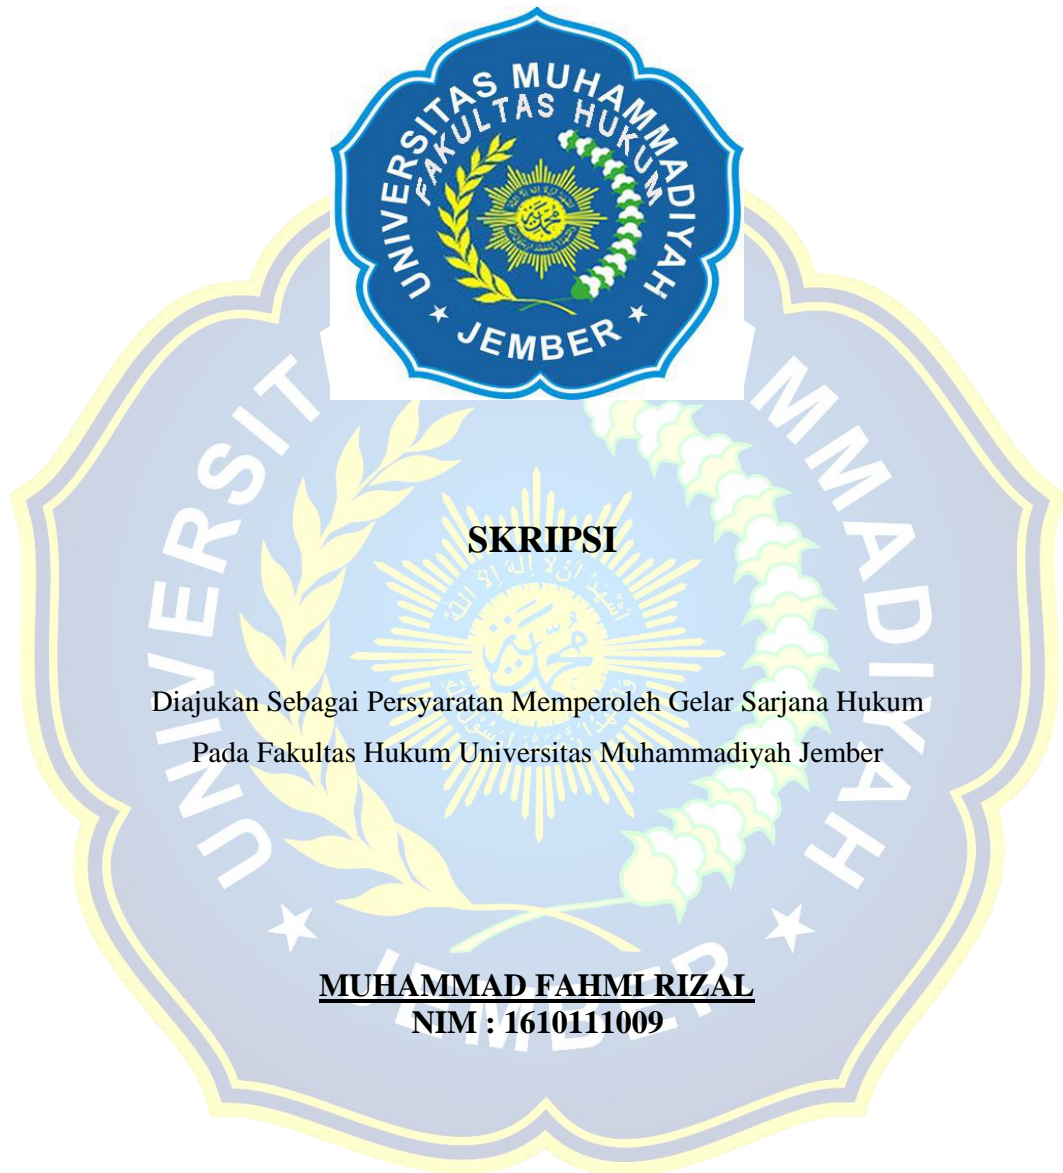 UNIVERSITAS MUHAMMADIYAH
FAKULTAS HUKUM
محمد
★ JEMBER ★
SKRIPSI
Diajukan Sebagai Persyaratan Memperoleh Gelar Sarjana Hukum
Pada Fakultas Hukum Universitas Muhammadiyah Jember
MUHAMMAD FAHMI RIZAL
NIM : 1610111009